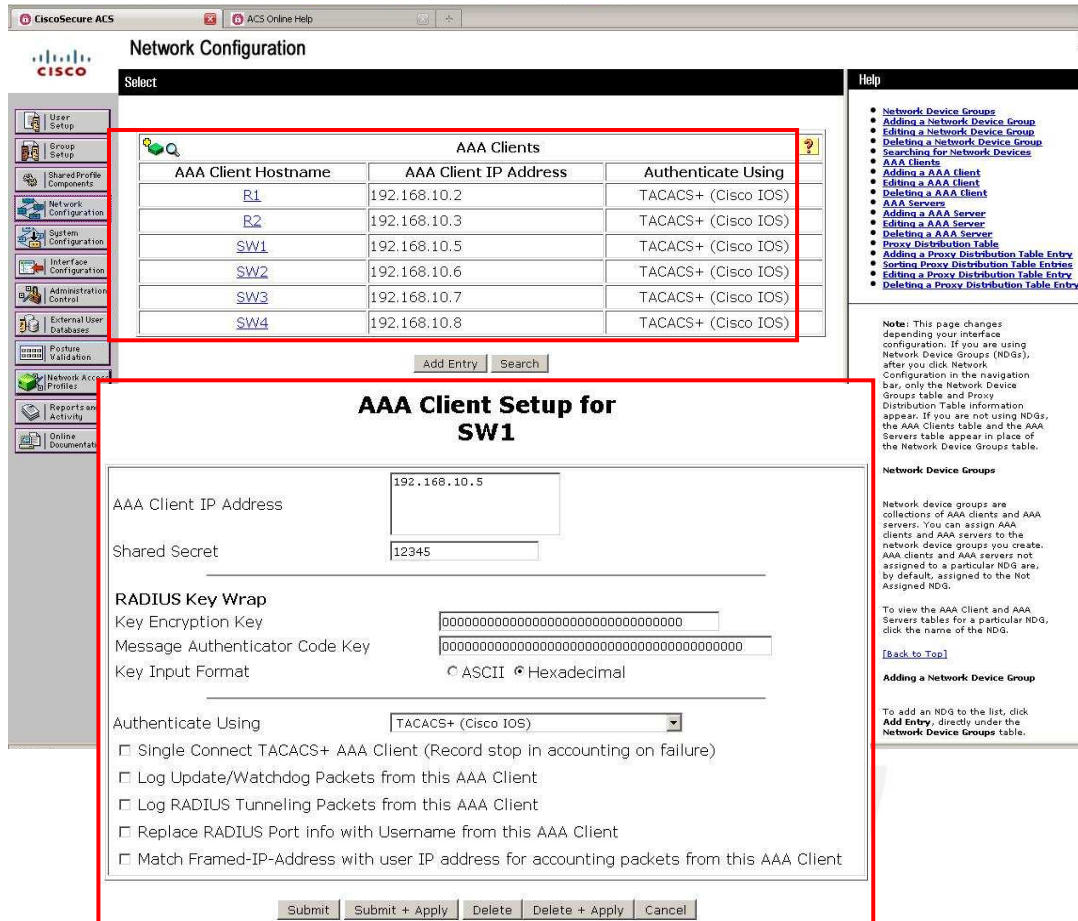 CiscoSecure ACS
ACS Online Help
CISCO
Network Configuration
Select
User Setup
Group Setup
Shared Profile Components
Network Configuration
System Configuration
Interface Configuration
Administration Control
External User Databases
Posture Validation
Network Access Profiles
Reports and Activity
Online Documentati
AAA Clients
?
AAA Client Hostname AAA Client IP Address Authenticate Using
R1 192.168.10.2 TACACS+ (Cisco IOS)
R2 192.168.10.3 TACACS+ (Cisco IOS)
SW1 192.168.10.5 TACACS+ (Cisco IOS)
SW2 192.168.10.6 TACACS+ (Cisco IOS)
SW3 192.168.10.7 TACACS+ (Cisco IOS)
SW4 192.168.10.8 TACACS+ (Cisco IOS)
Add Entry Search
AAA Client Setup for
SW1
AAA Client IP Address 192.168.10.5
Shared Secret 12345
RADIUS Key Wrap
Key Encryption Key 00000000000000000000000000000000
Message Authenticator Code Key 0000000000000000000000000000000000000000
Key Input Format ASCII Hexadecimal
Authenticate Using TACACS+ (Cisco IOS)
Single Connect TACACS+ AAA Client (Record stop in accounting on failure)
Log Update/Watchdog Packets from this AAA Client
Log RADIUS Tunneling Packets from this AAA Client
Replace RADIUS Port info with Username from this AAA Client
Match Framed-IP-Address with user IP address for accounting packets from this AAA Client
Submit Submit + Apply Delete Delete + Apply Cancel
Help
Network Device Groups
Adding a Network Device Group
Editing a Network Device Group
Deleting a Network Device Group
Searching for Network Devices
AAA Clients
Adding a AAA Client
Editing a AAA Client
Deleting a AAA Client
AAA Servers
Adding a AAA Server
Editing a AAA Server
Deleting a AAA Server
Proxy Distribution Table
Adding a Proxy Distribution Table Entry
Sorting Proxy Distribution Table Entries
Editing a Proxy Distribution Table Entry
Deleting a Proxy Distribution Table Entry
Note: This page changes
depending your interface
configuration. If you are using
Network Device Groups (NDGs),
after you click Network
Configuration in the navigation
bar, only the Network Device
Groups table and Proxy
Distribution Table information
appear. If you are not using NDGs,
the AAA Clients table and the AAA
Servers table appear in place of
the Network Device Groups table.
Network Device Groups
Network device groups are
collections of AAA clients and AAA
servers. You can assign AAA
clients and AAA servers to the
network device groups you create.
AAA clients and AAA servers not
assigned to a particular NDG are,
by default, assigned to the Not
Assigned NDG.
To view the AAA Client and AAA
Servers tables for a particular NDG,
click the name of the NDG.
[Back to Top]
Adding a Network Device Group
To add an NDG to the list, click
Add Entry, directly under the
Network Device Groups table.